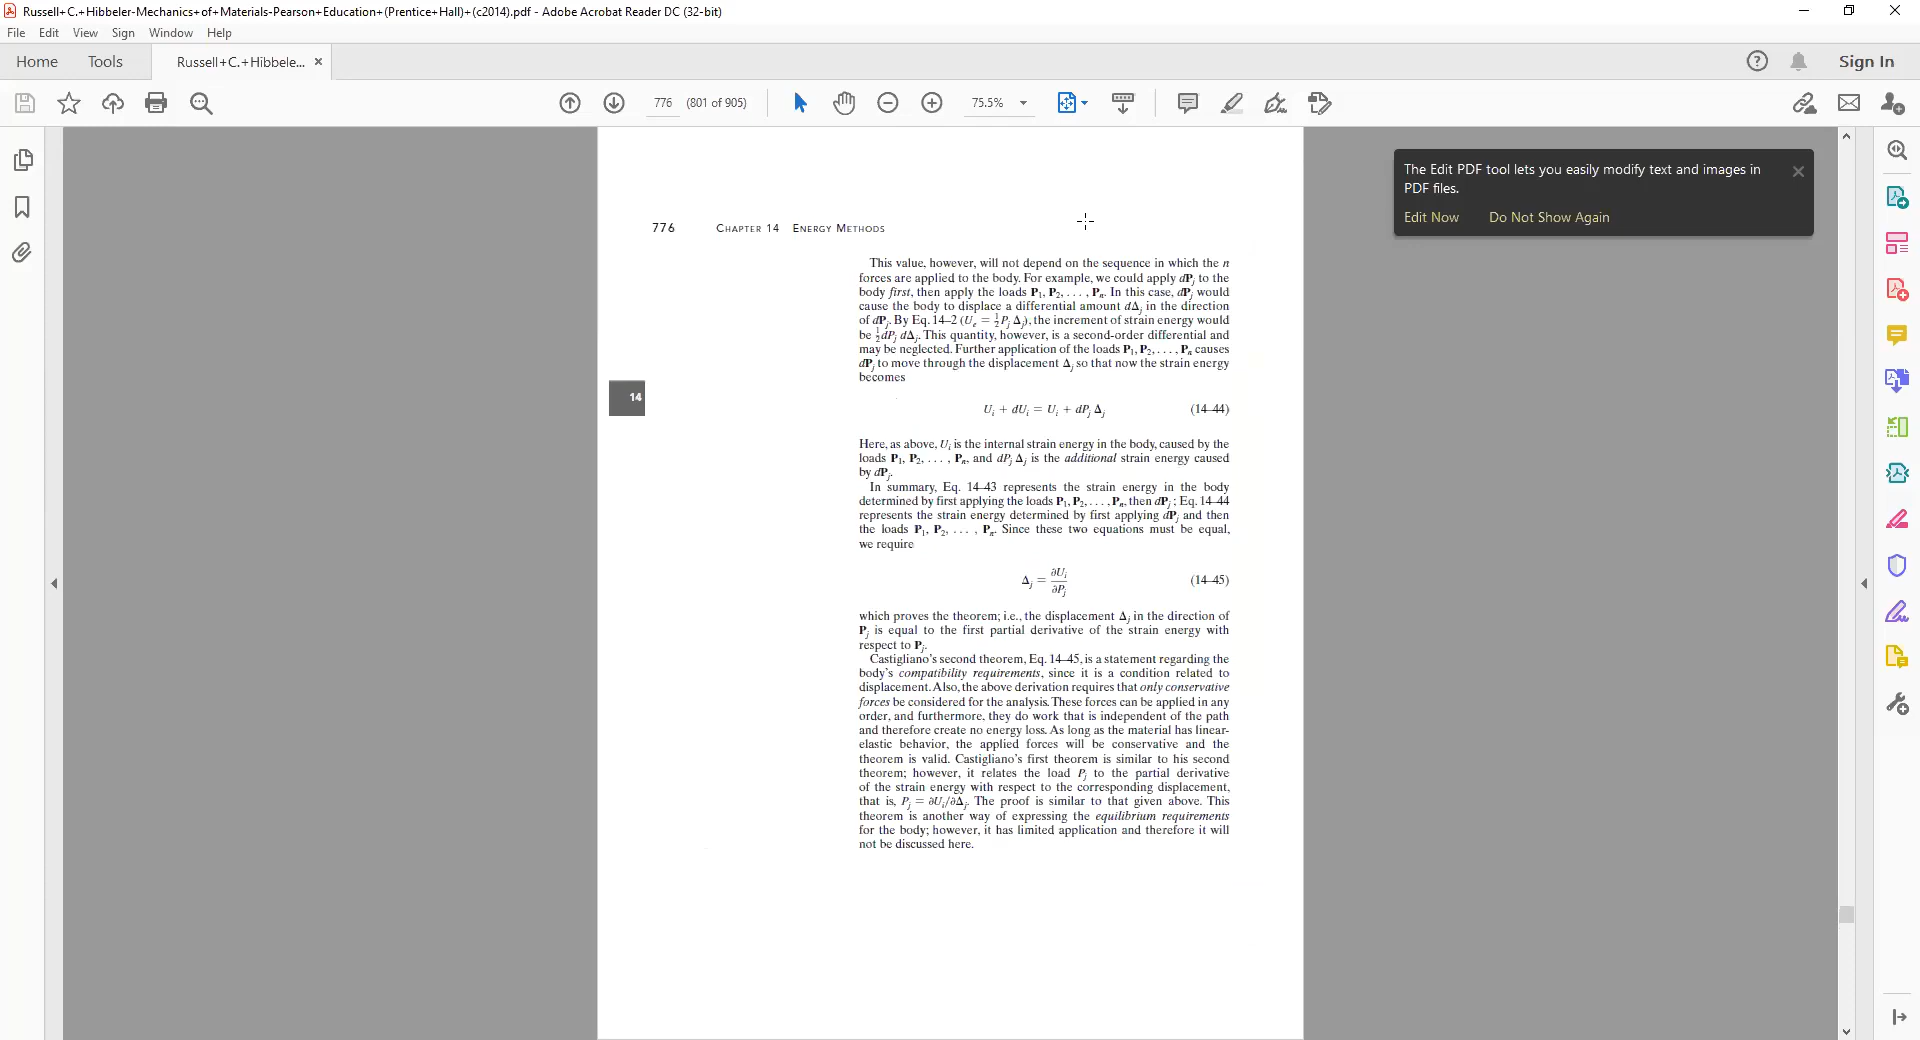 Russell+C.+Hibbeler-Mechanics+of+Materials-Pearson+Education+(Prentice+Hall)+(c2014).pdf - Adobe Acrobat Reader DC (32-bit)
File Edit View Sign Window Help
Home Tools Russell+C.+Hibbele... × Sign In
776 (801 of 905) 75.5%
The Edit PDF tool lets you easily modify text and images in
PDF files.
Edit Now Do Not Show Again
776 CHAPTER 14 ENERGY METHODS
This value, however, will not depend on the sequence in which the n
forces are applied to the body. For example, we could apply dPⱼ to the
body first, then apply the loads P₁, P₂, . . . , Pₙ. In this case, dPⱼ would
cause the body to displace a differential amount dΔⱼ in the direction
of dPⱼ. By Eq. 14–2 (Uₑ = ½Pⱼ Δⱼ), the increment of strain energy would
be ½dPⱼ dΔⱼ. This quantity, however, is a second-order differential and
may be neglected. Further application of the loads P₁, P₂, . . . , Pₙ causes
dPⱼ to move through the displacement Δⱼ so that now the strain energy
becomes
14
Uᵢ + dUᵢ = Uᵢ + dPⱼ Δⱼ (14–44)
Here, as above, Uᵢ is the internal strain energy in the body, caused by the
loads P₁, P₂, . . . , Pₙ, and dPⱼ Δⱼ is the additional strain energy caused
by dPⱼ.
In summary, Eq. 14–43 represents the strain energy in the body
determined by first applying the loads P₁, P₂, . . . , Pₙ, then dPⱼ; Eq. 14–44
represents the strain energy determined by first applying dPⱼ and then
the loads P₁, P₂, . . . , Pₙ. Since these two equations must be equal,
we require
Δⱼ = ∂Uᵢ/∂Pⱼ (14–45)
which proves the theorem; i.e., the displacement Δⱼ in the direction of
Pⱼ is equal to the first partial derivative of the strain energy with
respect to Pⱼ.
Castigliano's second theorem, Eq. 14–45, is a statement regarding the
body's compatibility requirements, since it is a condition related to
displacement. Also, the above derivation requires that only conservative
forces be considered for the analysis. These forces can be applied in any
order, and furthermore, they do work that is independent of the path
and therefore create no energy loss. As long as the material has linear-
elastic behavior, the applied forces will be conservative and the
theorem is valid. Castigliano's first theorem is similar to his second
theorem; however, it relates the load Pⱼ to the partial derivative
of the strain energy with respect to the corresponding displacement,
that is, Pⱼ = ∂Uᵢ/∂Δⱼ. The proof is similar to that given above. This
theorem is another way of expressing the equilibrium requirements
for the body; however, it has limited application and therefore it will
not be discussed here.